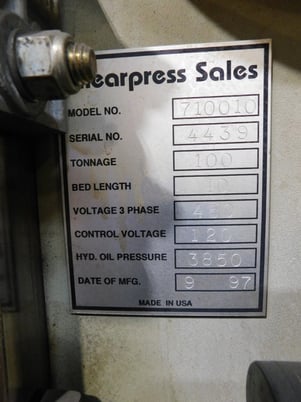 earpress Sales
MODEL NO. 710010
SERIAL NO. 4439
TONNAGE 100
BED LENGTH 10
VOLTAGE 3 PHASE 480
CONTROL VOLTAGE 120
HYD. OIL PRESSURE 3850
DATE OF MFG. 9 97
MADE IN USA